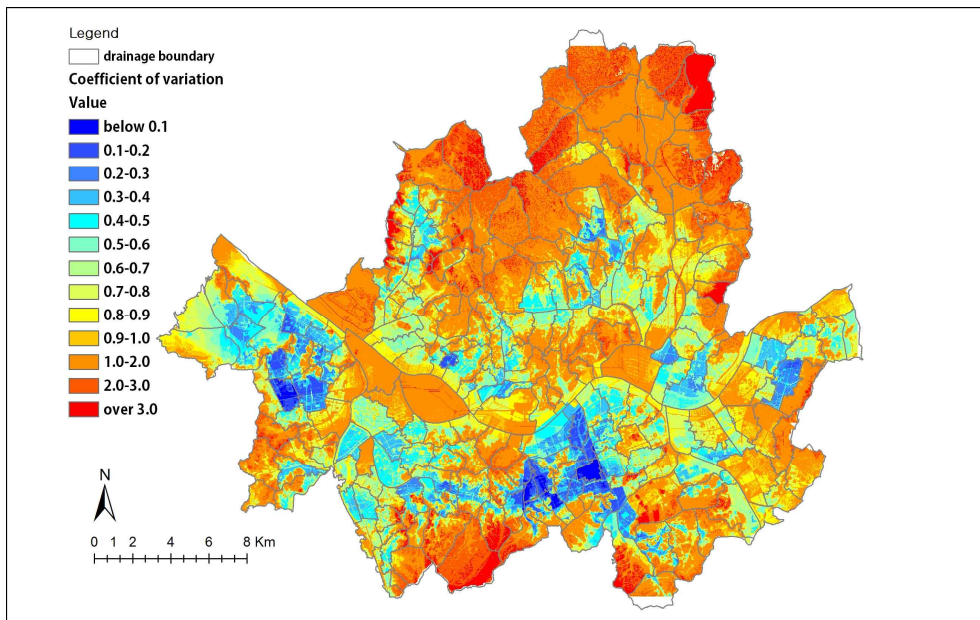 Legend
drainage boundary
Coefficient of variation
Value
below 0.1
0.1-0.2
0.2-0.3
0.3-0.4
0.4-0.5
0.5-0.6
0.6-0.7
0.7-0.8
0.8-0.9
0.9-1.0
1.0-2.0
2.0-3.0
over 3.0
N
0 1 2 4 6 8 Km